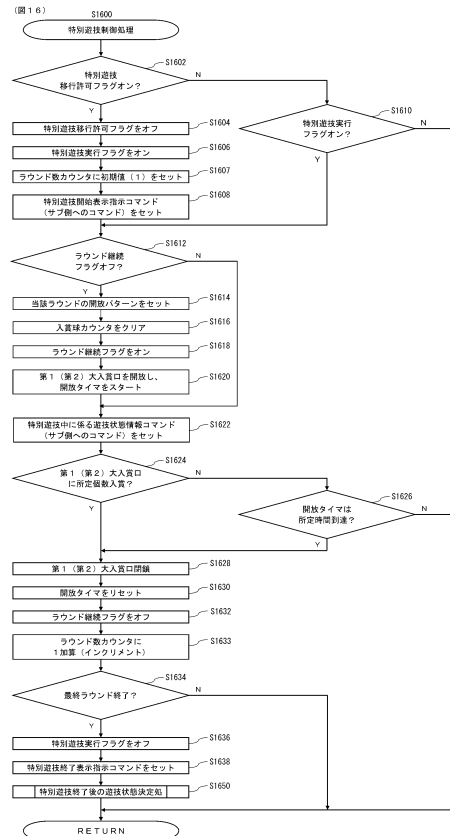 (図16)
S1600
特別遊技制御処理
S1602
特別遊技
移行許可フラグオン？
N
Y
S1610
特別遊技実行
フラグオン？
N
Y
S1604
特別遊技移行許可フラグをオフ
S1606
特別遊技実行フラグをオン
S1607
ラウンド数カウンタに初期値（1）をセット
S1608
特別遊技開始表示指示コマンド
（サブ側へのコマンド）をセット
S1612
ラウンド継続
フラグオフ？
N
Y
S1614
当該ラウンドの開放パターンをセット
S1616
入賞球カウンタをクリア
S1618
ラウンド継続フラグをオン
S1620
第1（第2）大入賞口を開放し、
開放タイマをスタート
S1622
特別遊技中に係る遊技状態情報コマンド
（サブ側へのコマンド）をセット
S1624
第1（第2）大入賞口
に所定個数入賞？
N
Y
S1626
開放タイマは
所定時間到達？
N
Y
S1628
第1（第2）大入賞口閉鎖
S1630
開放タイマをリセット
S1632
ラウンド継続フラグをオフ
S1633
ラウンド数カウンタに
1加算（インクリメント）
S1634
最終ラウンド終了？
N
Y
S1636
特別遊技実行フラグをオフ
S1638
特別遊技終了表示指示コマンドをセット
S1650
特別遊技終了後の遊技状態決定処
RETURN